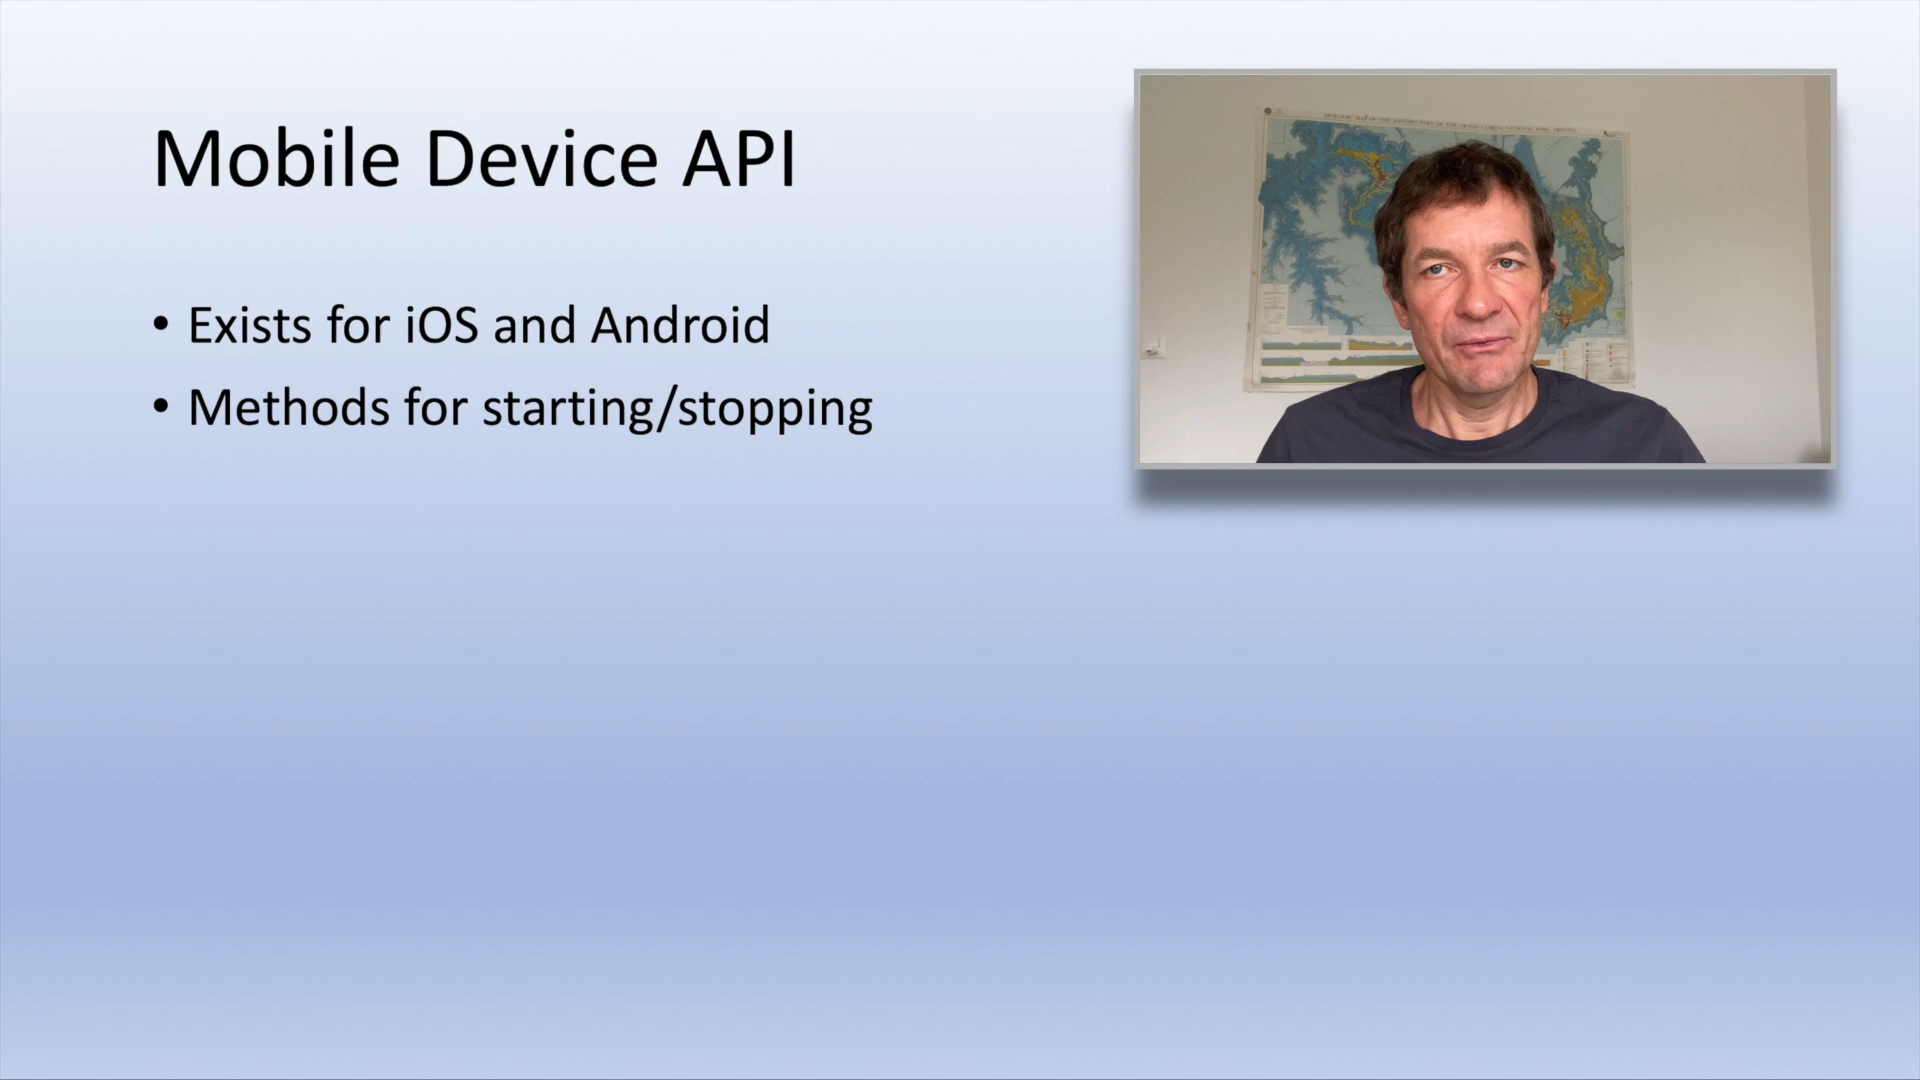 Mobile Device API
• Exists for iOS and Android
• Methods for starting/stopping